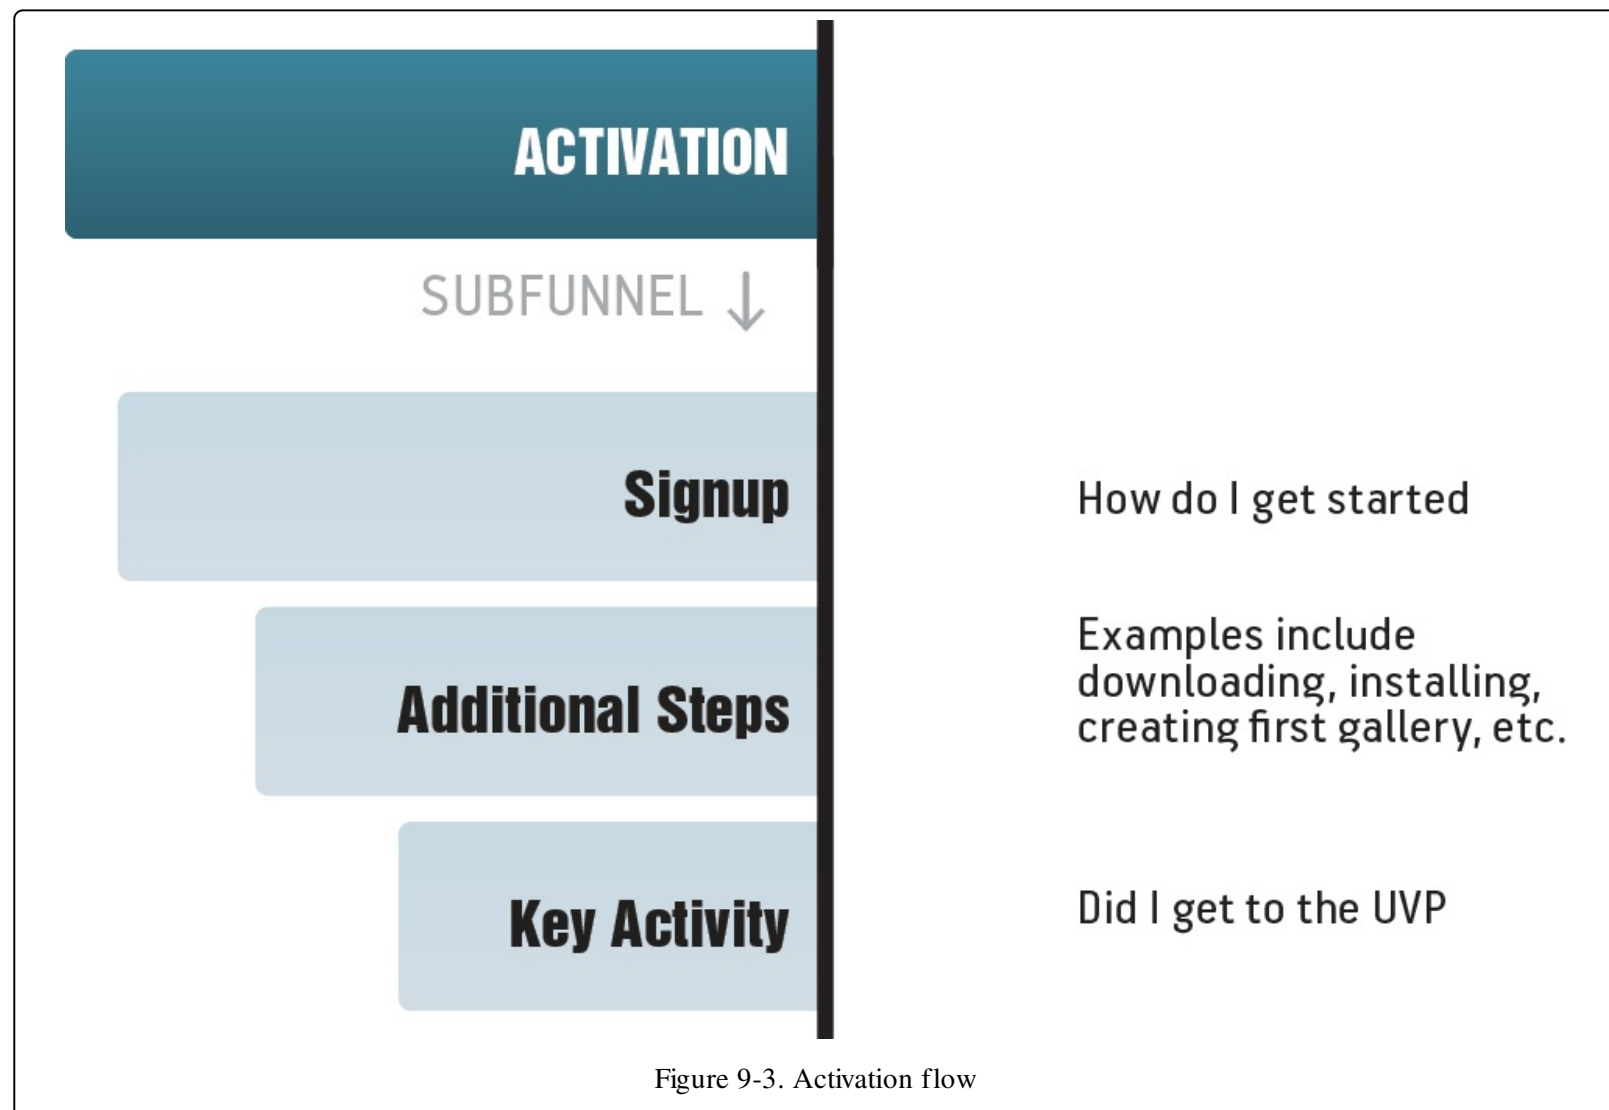 ACTIVATION
SUBFUNNEL ↓
Signup
How do I get started
Additional Steps
Examples include
downloading, installing,
creating first gallery, etc.
Key Activity
Did I get to the UVP
Figure 9-3. Activation flow